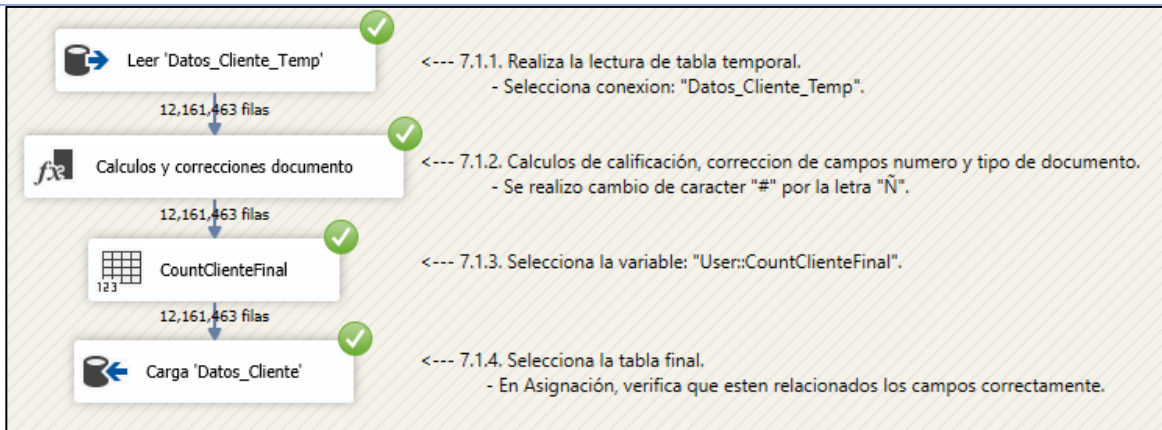 Leer 'Datos_Cliente_Temp'
<--- 7.1.1. Realiza la lectura de tabla temporal.
- Selecciona conexion: "Datos_Cliente_Temp".
12,161,463 filas
fx Calculos y correcciones documento
<--- 7.1.2. Calculos de calificación, correccion de campos numero y tipo de documento.
- Se realizo cambio de caracter "#" por la letra "Ñ".
12,161,463 filas
123 CountClienteFinal
<--- 7.1.3. Selecciona la variable: "User::CountClienteFinal".
12,161,463 filas
Carga 'Datos_Cliente'
<--- 7.1.4. Selecciona la tabla final.
- En Asignación, verifica que esten relacionados los campos correctamente.